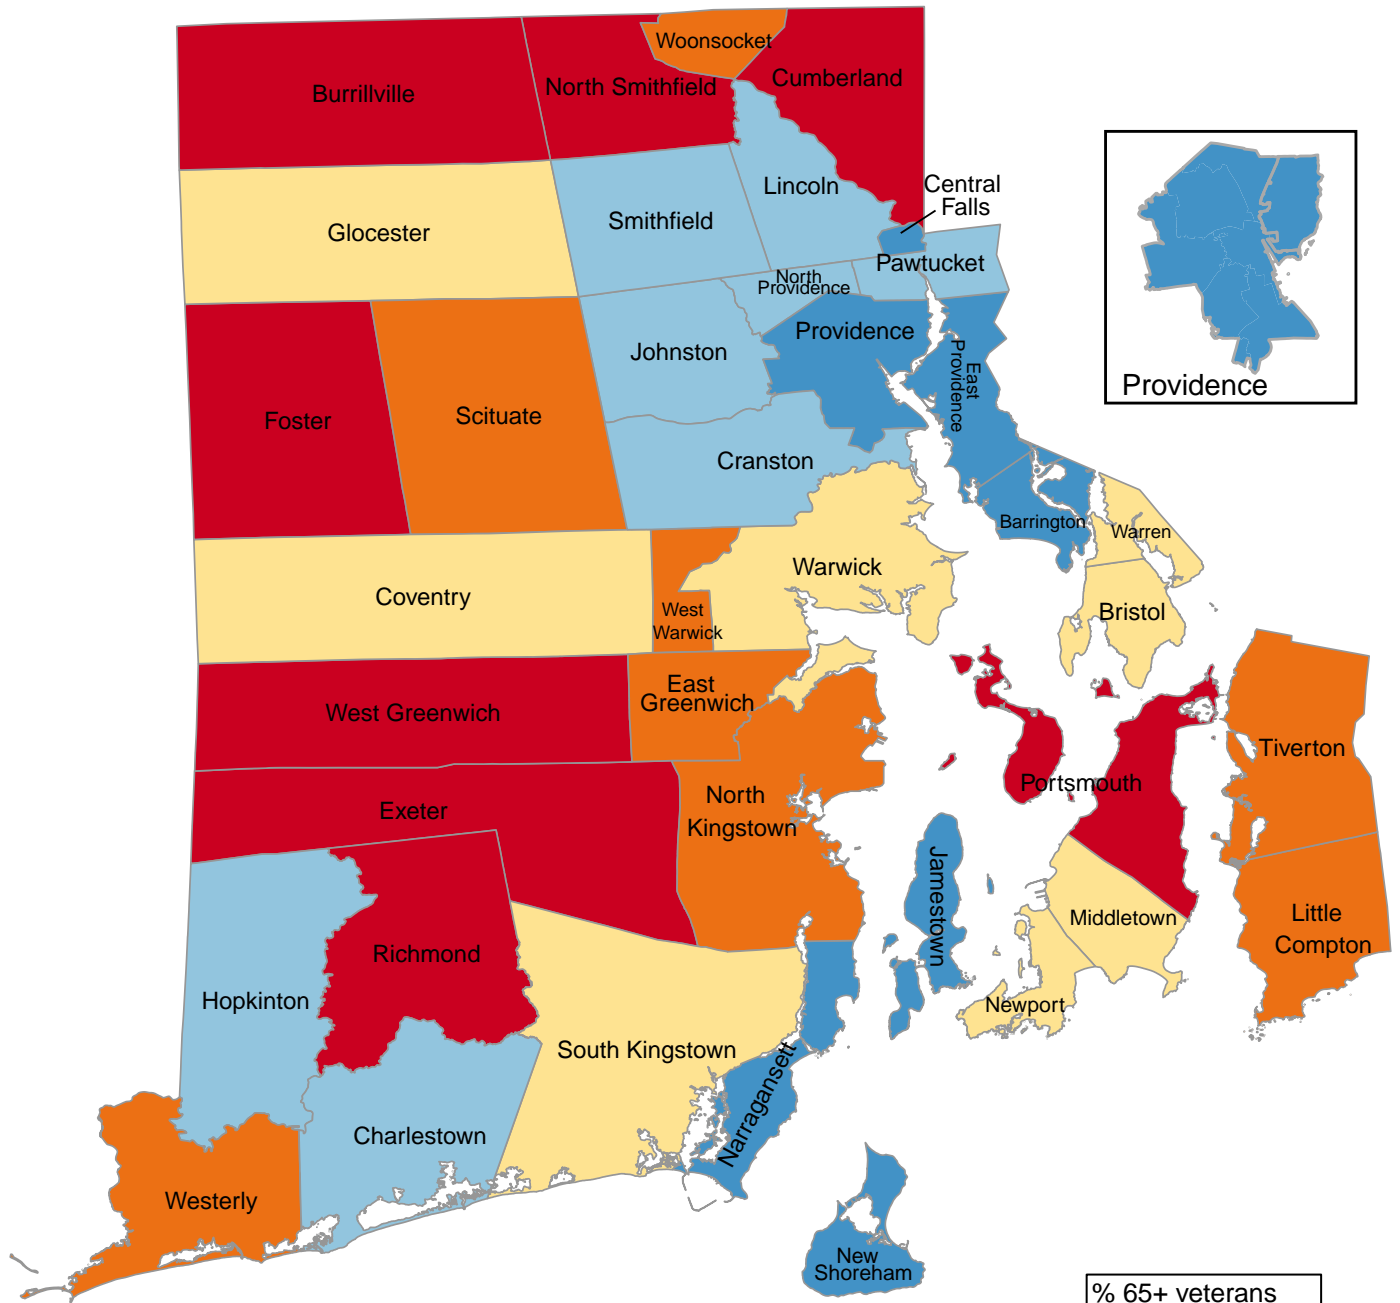 Woonsocket
Burrillville
North Smithfield
Cumberland
Central
Falls
Lincoln
Glocester
Smithfield
Pawtucket
North
Providence
Providence
Johnston
East
Providence
Foster
Scituate
Cranston
Providence
Barrington
Warren
Warwick
Coventry
West
Warwick
Bristol
East
Greenwich
West Greenwich
Tiverton
Portsmouth
North
Kingstown
Exeter
Jamestown
Middletown
Little
Compton
Richmond
Hopkinton
Newport
South Kingstown
Narragansett
Charlestown
Westerly
New
Shoreham
% 65+ veterans